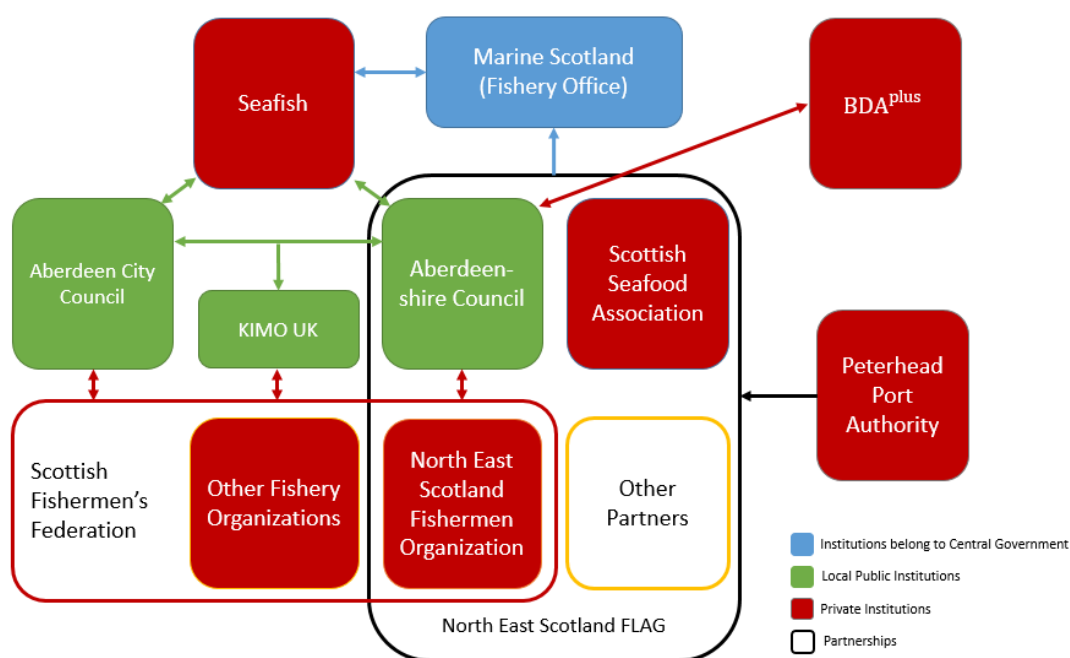 Seafish
Marine Scotland
(Fishery Office)
BDAplus
Aberdeen City
Council
KIMO UK
Aberdeen-
shire Council
Scottish
Seafood
Association
Peterhead
Port
Authority
Scottish
Fishermen's
Federation
Other Fishery
Organizations
North East
Scotland
Fishermen
Organization
Other
Partners
North East Scotland FLAG
Institutions belong to Central Government
Local Public Institutions
Private Institutions
Partnerships